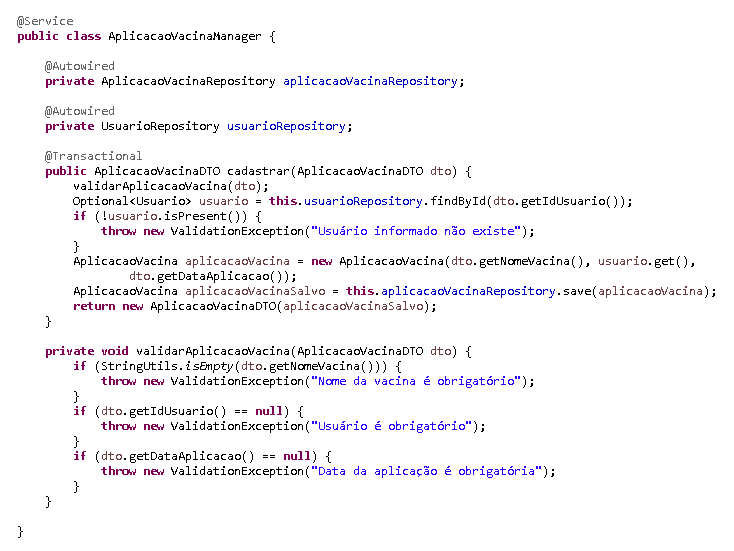 @Service
public class AplicacaoVacinaManager {
@Autowired
private AplicacaoVacinaRepository aplicacaoVacinaRepository;
@Autowired
private UsuarioRepository usuarioRepository;
@Transactional
public AplicacaoVacinaDTO cadastrar(AplicacaoVacinaDTO dto) {
validarAplicacaoVacina(dto);
Optional<Usuario> usuario = this.usuarioRepository.findById(dto.getIdUsuario());
if (!usuario.isPresent()) {
throw new ValidationException("Usuário informado não existe");
}
AplicacaoVacina aplicacaoVacina = new AplicacaoVacina(dto.getNomeVacina(), usuario.get(),
dto.getDataAplicacao());
AplicacaoVacina aplicacaoVacinaSalvo = this.aplicacaoVacinaRepository.save(aplicacaoVacina);
return new AplicacaoVacinaDTO(aplicacaoVacinaSalvo);
}
private void validarAplicacaoVacina(AplicacaoVacinaDTO dto) {
if (StringUtils.isEmpty(dto.getNomeVacina())) {
throw new ValidationException("Nome da vacina é obrigatório");
}
if (dto.getIdUsuario() == null) {
throw new ValidationException("Usuário é obrigatório");
}
if (dto.getDataAplicacao() == null) {
throw new ValidationException("Data da aplicação é obrigatória");
}
}
}